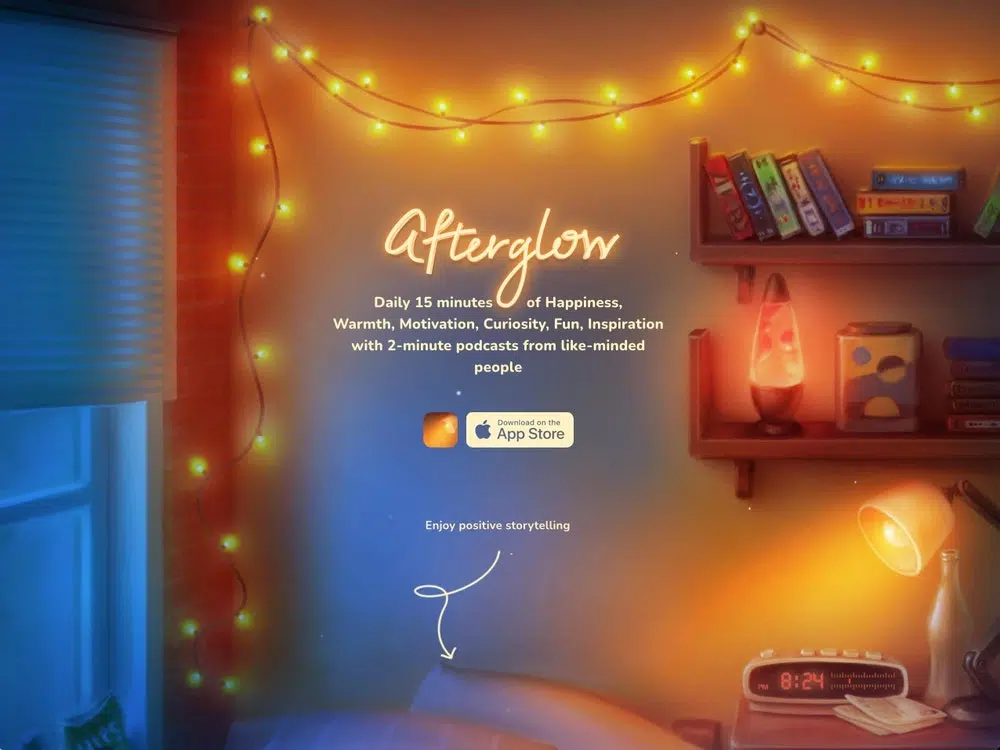 Afterglow
Daily 15 minutes of Happiness,
Warmth, Motivation, Curiosity, Fun, Inspiration
with 2-minute podcasts from like-minded
people
Download on the
App Store
Enjoy positive storytelling
PM 8:24